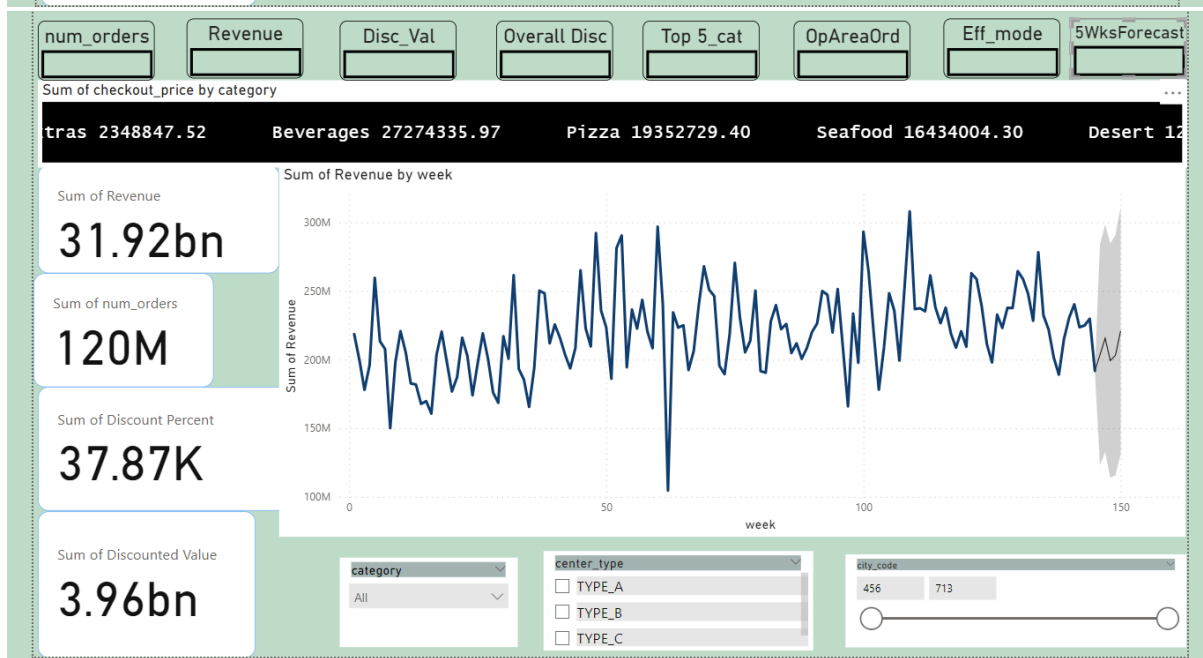 num_orders
Revenue
Disc_Val
Overall Disc
Top 5_cat
OpAreaOrd
Eff_mode
5WksForecast
Sum of checkout_price by category
tras 2348847.52 Beverages 27274335.97 Pizza 19352729.40 Seafood 16434004.30 Desert 12
Sum of Revenue
31.92bn
Sum of num_orders
120M
Sum of Discount Percent
37.87K
Sum of Discounted Value
3.96bn
Sum of Revenue by week
Sum of Revenue
300M
250M
200M
150M
100M
0
50
100
150
week
category
All
center_type
TYPE_A
TYPE_B
TYPE_C
city_code
456
713